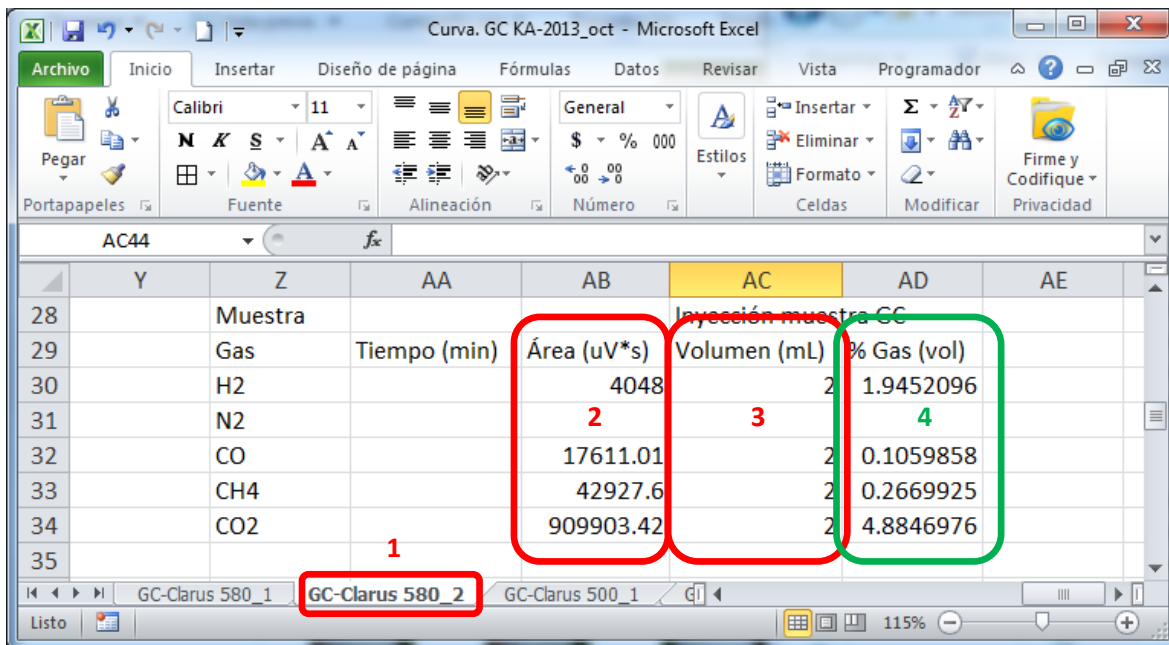 Curva. GC KA-2013_oct - Microsoft Excel
Archivo Inicio Insertar Diseño de página Fórmulas Datos Revisar Vista Programador
Pegar
Portapapeles
Calibri 11
N K S A A
A
Fuente
Alineación
General
$ % 000
Número
Estilos
Insertar
Eliminar
Formato
Celdas
Σ
Modificar
Firme y
Codifique
Privacidad
AC44 fx
Y Z AA AB AC AD AE
28 Muestra Inyección muestra GC
29 Gas Tiempo (min) Área (uV*s) Volumen (mL) % Gas (vol)
30 H2 4048 2 1.9452096
31 N2 2 3 4
32 CO 17611.01 2 0.1059858
33 CH4 42927.6 2 0.2669925
34 CO2 909903.42 2 4.8846976
35 1
GC-Clarus 580_1 GC-Clarus 580_2 GC-Clarus 500_1
Listo 115%